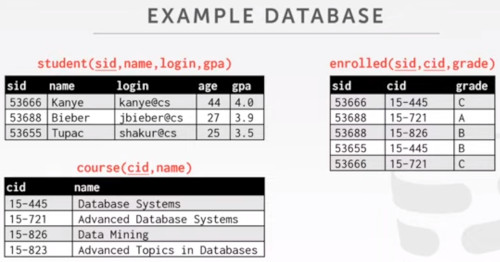 EXAMPLE DATABASE
student(sid,name,login,gpa)
sid name login age gpa
53666 Kanye kanye@cs 44 4.0
53688 Bieber jbieber@cs 27 3.9
53655 Tupac shakur@cs 25 3.5
enrolled(sid,cid,grade)
sid cid grade
53666 15-445 C
53688 15-721 A
53688 15-826 B
53655 15-445 B
53666 15-721 C
course(cid,name)
cid name
15-445 Database Systems
15-721 Advanced Database Systems
15-826 Data Mining
15-823 Advanced Topics in Databases